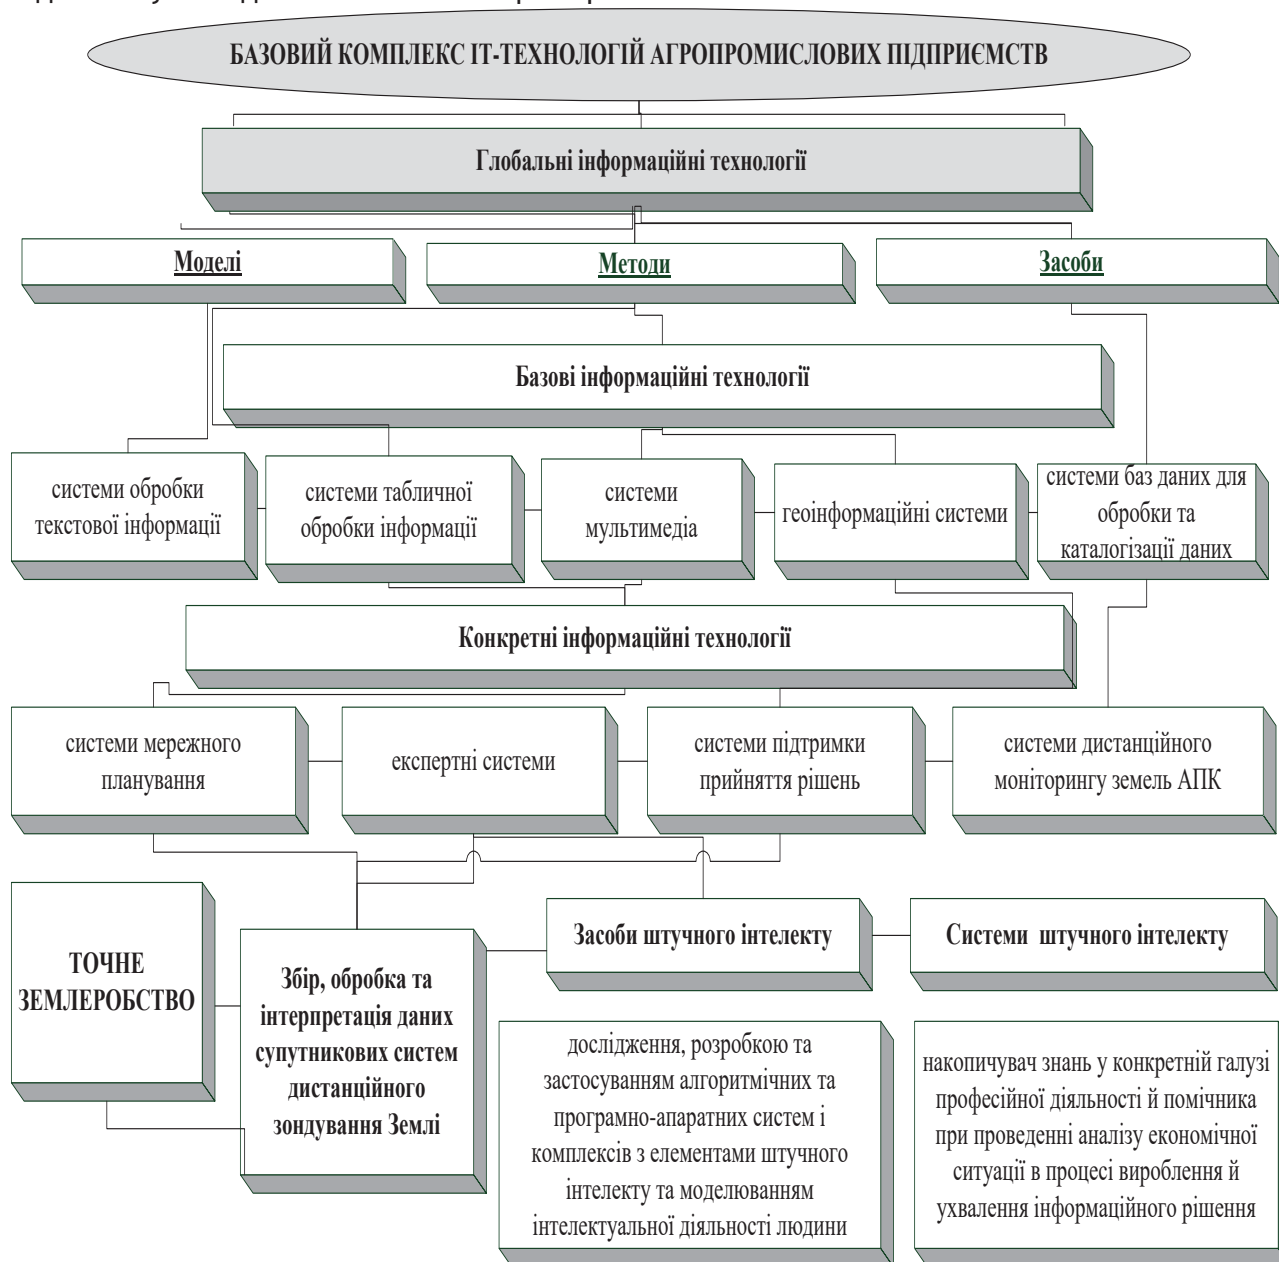 БАЗОВИЙ КОМПЛЕКС ІТ-ТЕХНОЛОГІЙ АГРОПРОМИСЛОВИХ ПІДПРИЄМСТВ
Глобальні інформаційні технології
Моделі
Методи
Засоби
Базові інформаційні технології
системи обробки
текстової інформації
системи табличної
обробки інформації
системи
мультимедіа
геоінформаційні системи
системи баз даних для
обробки та
каталогізації даних
Конкретні інформаційні технології
системи мережного
планування
експертні системи
системи підтримки
прийняття рішень
системи дистанційного
моніторингу земель АПК
ТОЧНЕ
ЗЕМЛЕРОБСТВО
Збір, обробка та
інтерпретація даних
супутникових систем
дистанційного
зондування Землі
Засоби штучного інтелекту
Системи штучного інтелекту
дослідження, розробкою та
застосуванням алгоритмічних та
програмно-апаратних систем і
комплексів з елементами штучного
інтелекту та моделюванням
інтелектуальної діяльності людини
накопичувач знань у конкретній галузі
професійної діяльності й помічника
при проведенні аналізу економічної
ситуації в процесі вироблення й
ухвалення інформаційного рішення